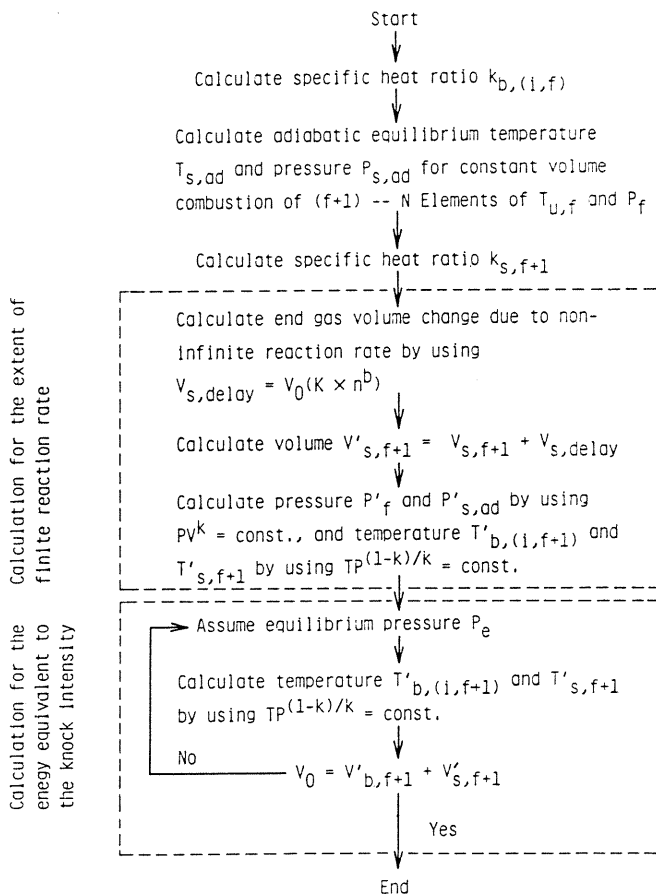 Start
Calculate specific heat ratio k_b,(i,f)
Calculate adiabatic equilibrium temperature
T_s,ad and pressure P_s,ad for constant volume
combustion of (f+1) -- N Elements of T_u,f and P_f
Calculate specific heat ratio k_s,f+1
Calculation for the extent of
finite reaction rate
Calculate end gas volume change due to non-
infinite reaction rate by using
V_s,delay = V_0(K × n^b)
Calculate volume V'_s,f+1 = V_s,f+1 + V_s,delay
Calculate pressure P'_f and P'_s,ad by using
PV^k = const., and temperature T'_b,(i,f+1) and
T'_s,f+1 by using TP^(1-k)/k = const.
Calculation for the
enegy equivalent to
the knock intensity
Assume equilibrium pressure P_e
Calculate temperature T'_b,(i,f+1) and T'_s,f+1
by using TP^(1-k)/k = const.
No
V_0 = V'_b,f+1 + V'_s,f+1
Yes
End